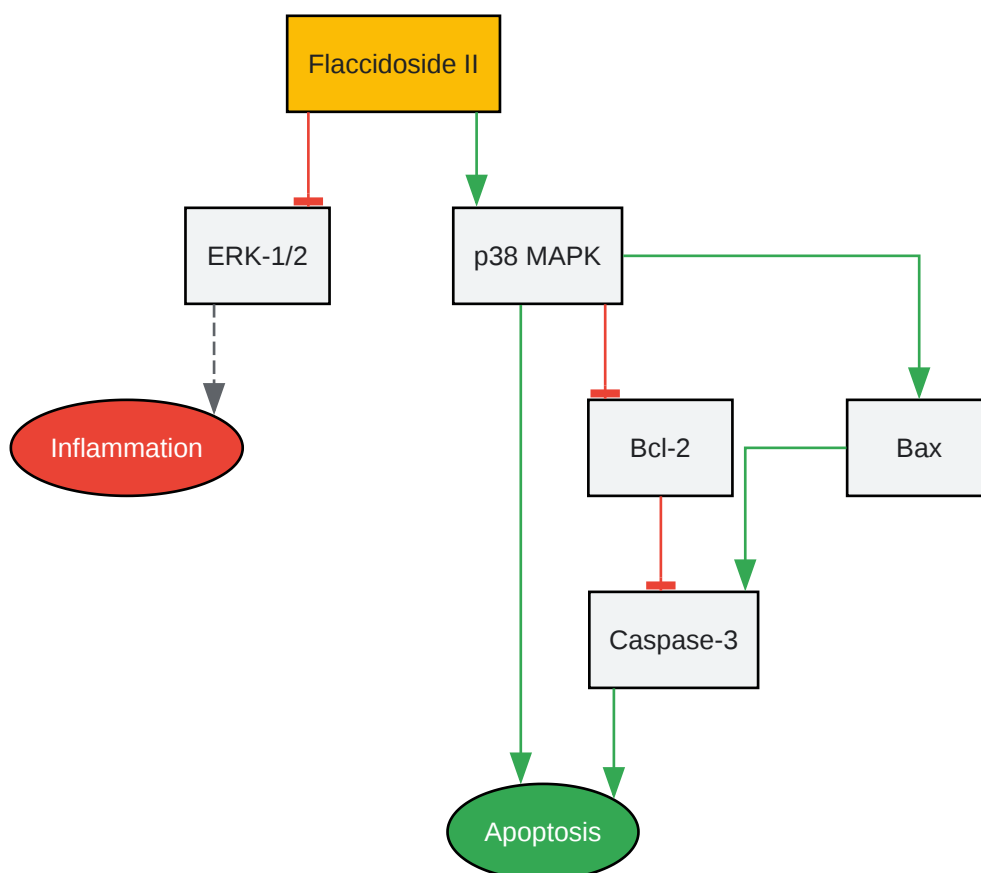 Flaccidoside II
ERK-1/2
p38 MAPK
Inflammation
Bcl-2
Bax
Caspase-3
Apoptosis